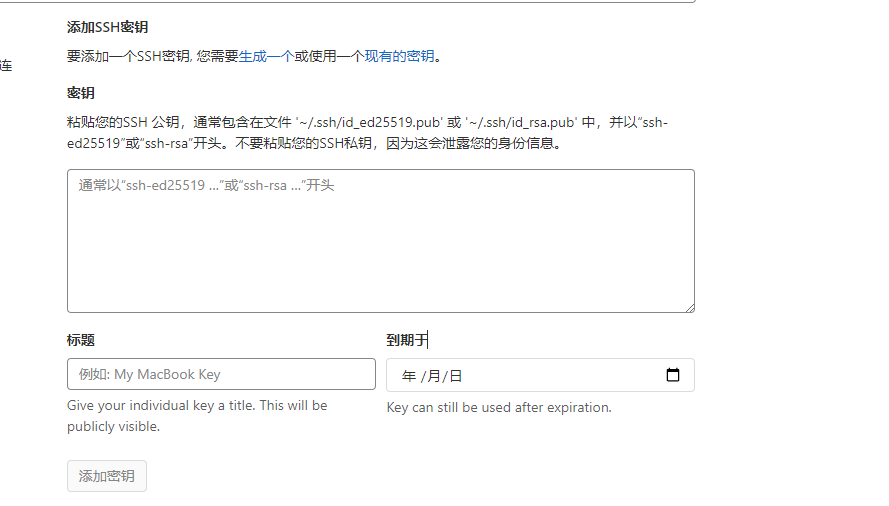 添加SSH密钥
要添加一个SSH密钥, 您需要生成一个或使用一个现有的密钥。
连
密钥
粘贴您的SSH 公钥，通常包含在文件 '~/.ssh/id_ed25519.pub' 或 '~/.ssh/id_rsa.pub' 中，并以“ssh-
ed25519”或“ssh-rsa”开头。不要粘贴您的SSH私钥，因为这会泄露您的身份信息。
通常以“ssh-ed25519 ...”或“ssh-rsa ...”开头
标题 到期于
例如: My MacBook Key 年 /月/日
Give your individual key a title. This will be Key can still be used after expiration.
publicly visible.
添加密钥